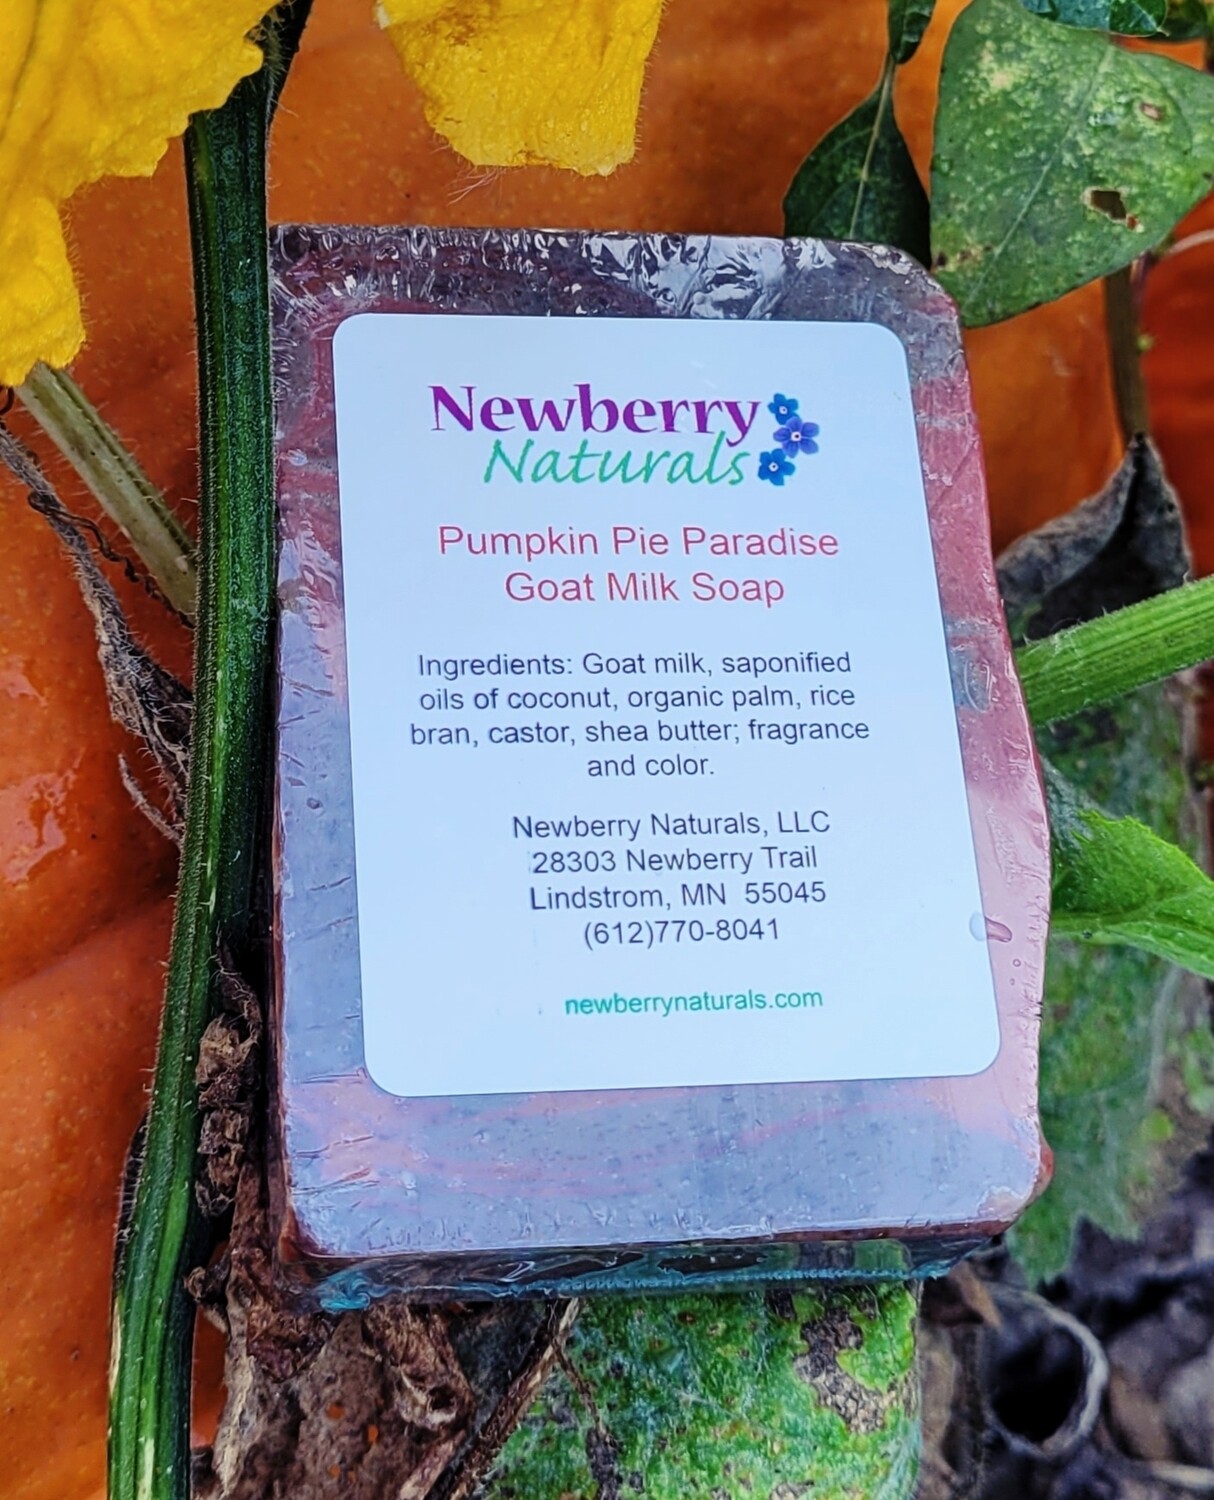 Newberry
Naturals
Pumpkin Pie Paradise
Goat Milk Soap
Ingredients: Goat milk, saponified
oils of coconut, organic palm, rice
bran, castor, shea butter; fragrance
and color.
Newberry Naturals, LLC
28303 Newberry Trail
Lindstrom, MN  55045
(612)770-8041
newberrynaturals.com